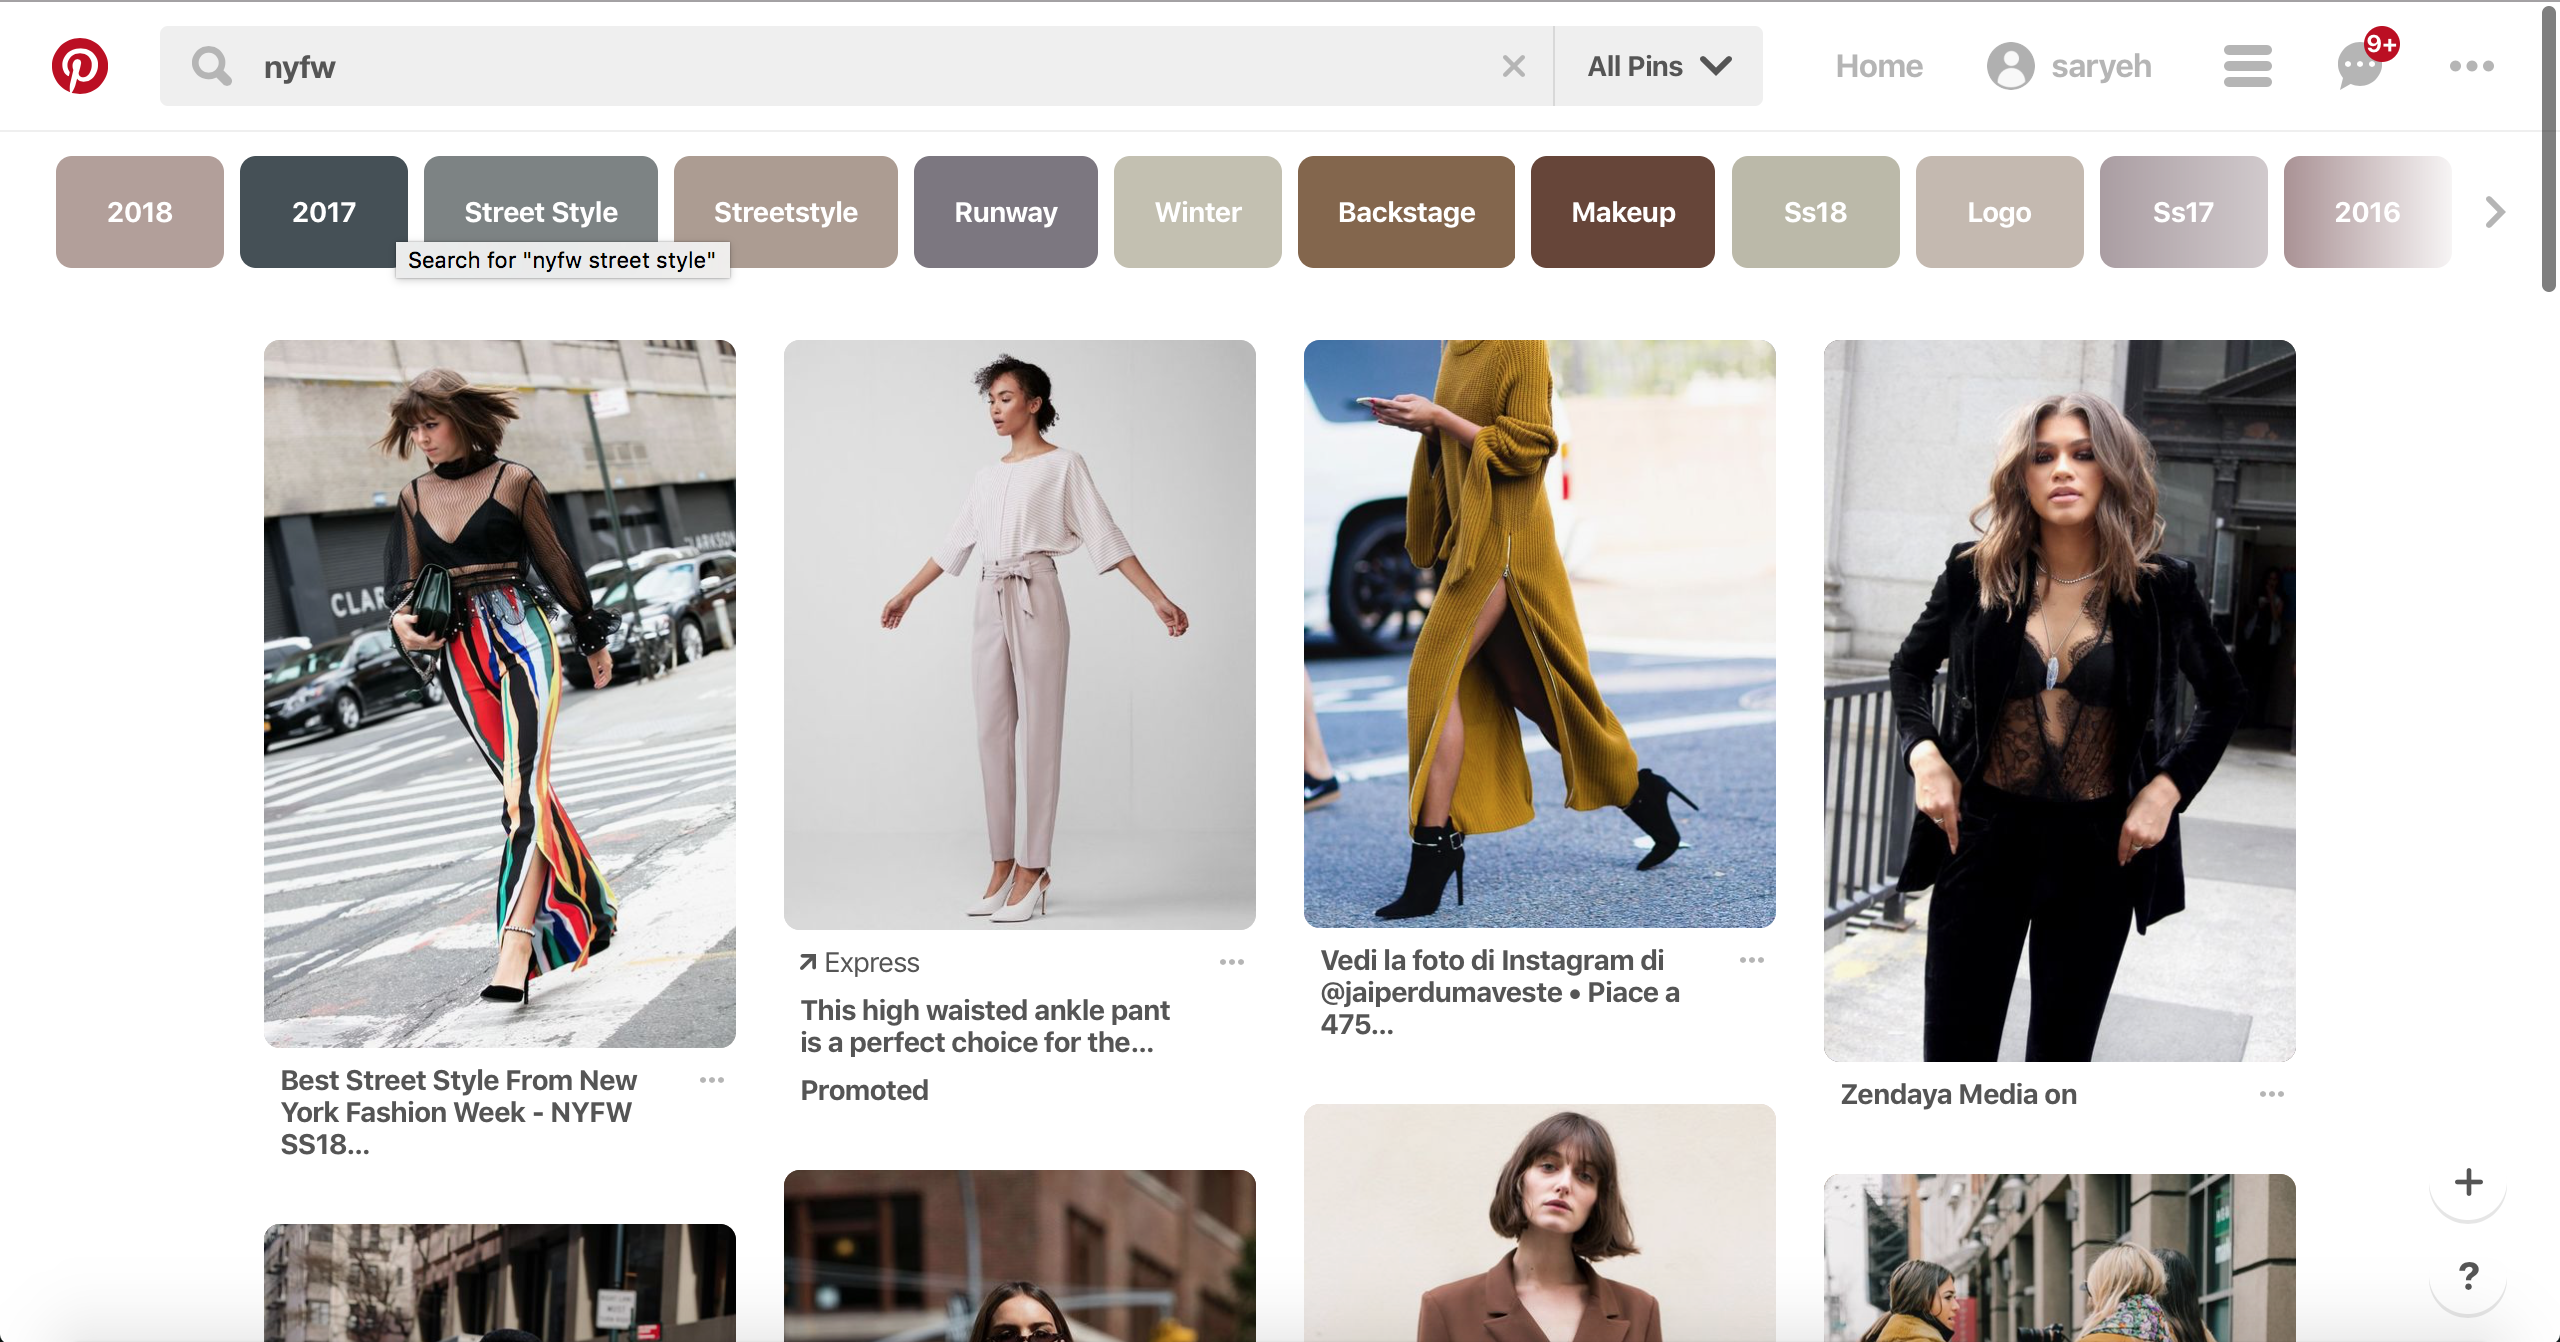 nyfw
All Pins
Home
saryeh
9+
2018
2017
Street Style
Streetstyle
Runway
Winter
Backstage
Makeup
Ss18
Logo
Ss17
2016
Search for "nyfw street style"
CLAR
CLARKSON
Best Street Style From New
York Fashion Week - NYFW
SS18...
Express
This high waisted ankle pant
is a perfect choice for the...
Promoted
Vedi la foto di Instagram di
@jaiperdumaveste • Piace a
475...
Zendaya Media on
+
?